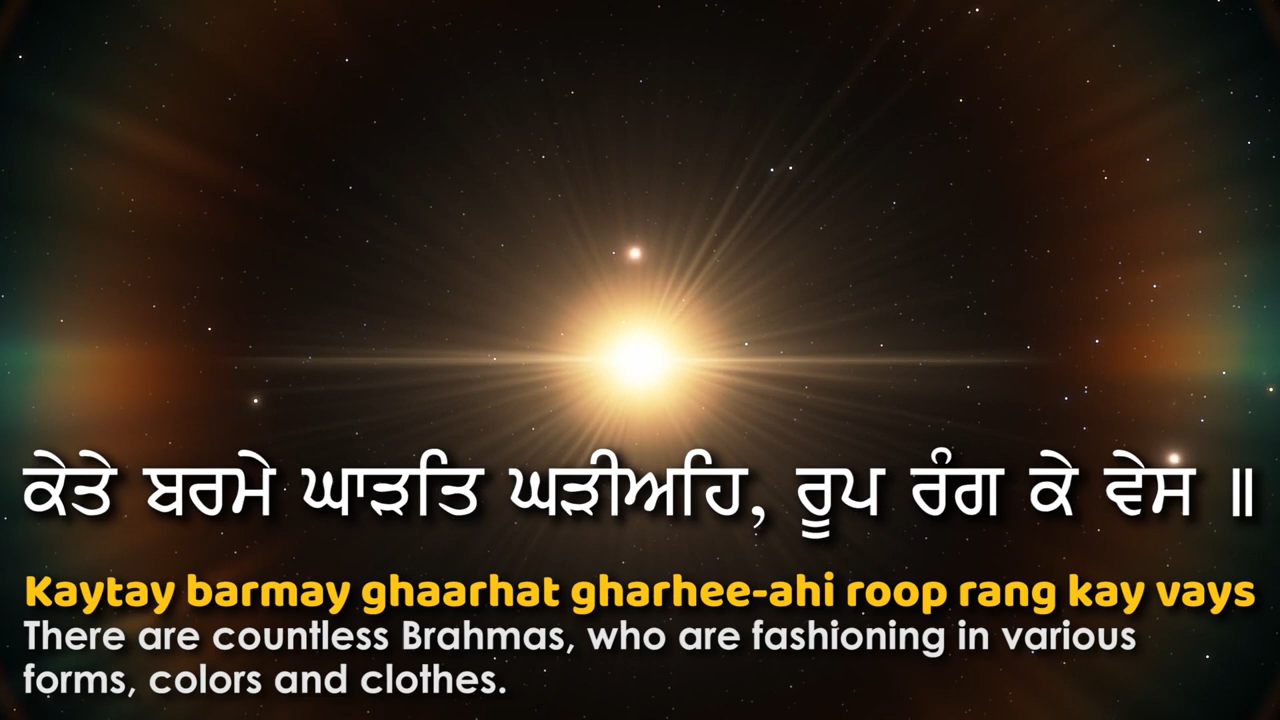 ਕੇਤੇ ਬਰਮੇ ਘਾੜਤਿ ਘੜੀਅਹਿ, ਰੂਪ ਰੰਗ ਕੇ ਵੇਸ ॥
Kaytay barmay ghaarhat gharhee-ahi roop rang kay vays
There are countless Brahmas, who are fashioning in various
forms, colors and clothes.